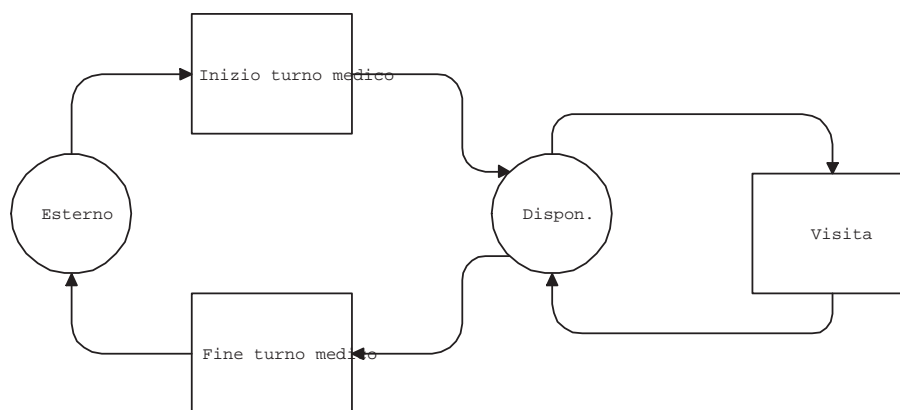 Inizio turno medico
Esterno
Dispon.
Visita
Fine turno medico